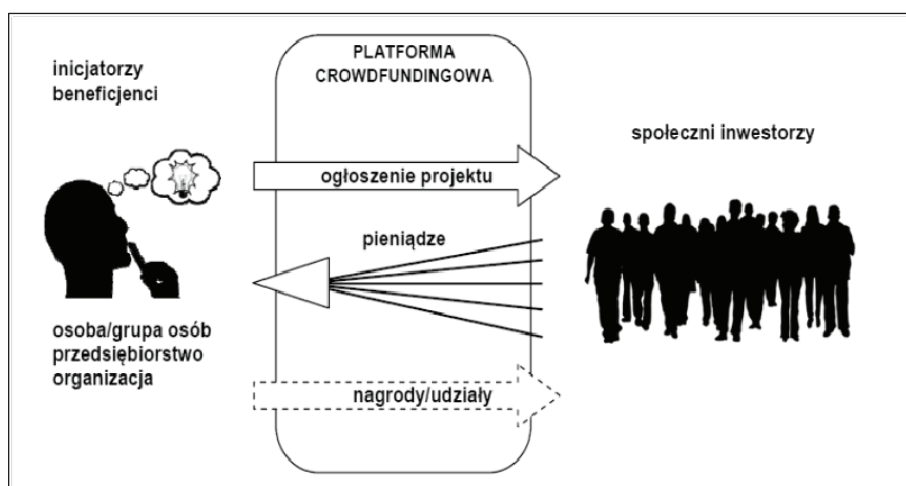 inicjatorzy
beneficjenci
PLATFORMA
CROWDFUNDINGOWA
społeczni inwestorzy
ogłoszenie projektu
pieniądze
osoba/grupa osób
przedsiębiorstwo
organizacja
nagrody/udziały